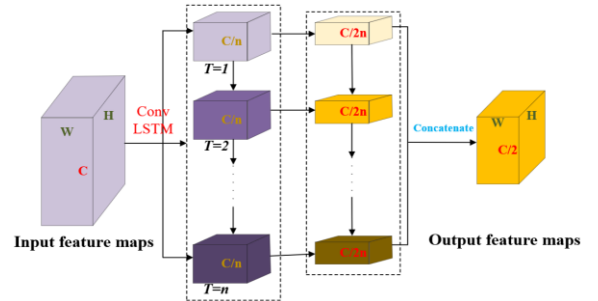 C/n
T=1
C/2n
W
H
C
Input feature maps
Conv
LSTM
C/n
T=2
C/2n
Concatenate
W
H
C/2
Output feature maps
C/n
T=n
C/2n